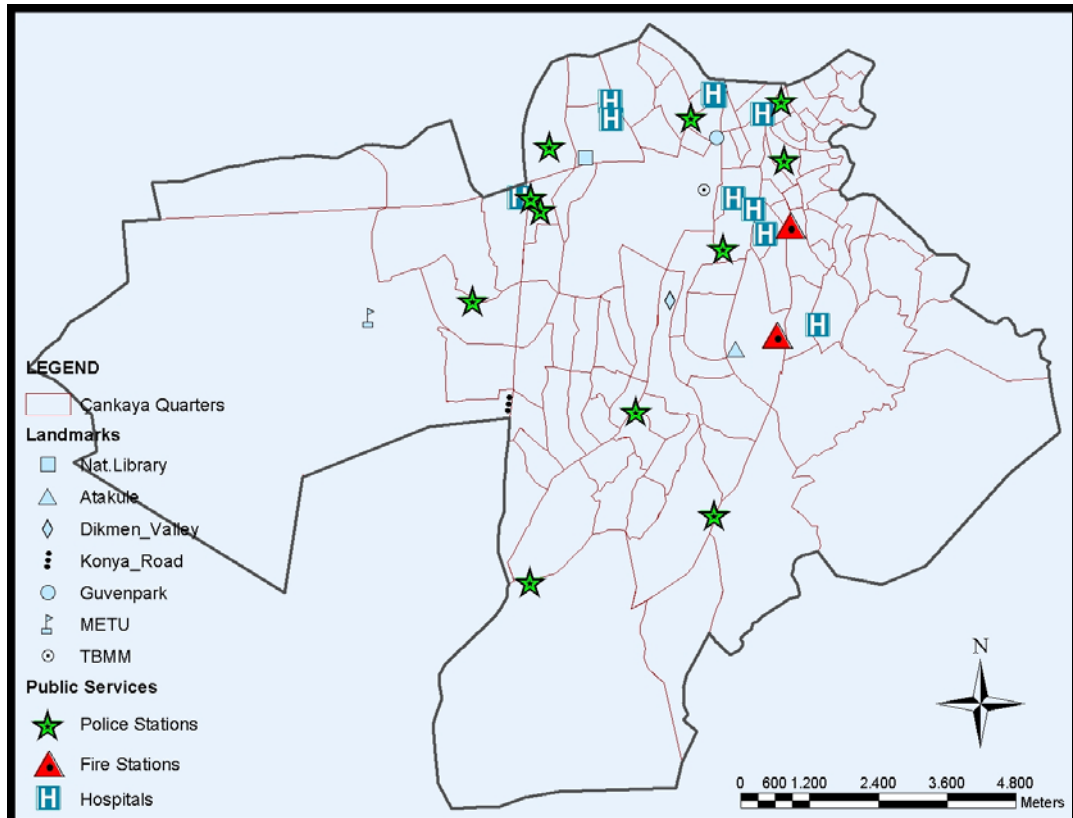 H
H
H
H
H
H
H
H
H
LEGEND
Cankaya Quarters
Landmarks
Nat.Library
Atakule
Dikmen_Valley
Konya_Road
Guvenpark
METU
TBMM
Public Services
Police Stations
Fire Stations
H Hospitals
N
0 600 1.200 2.400 3.600 4.800
Meters